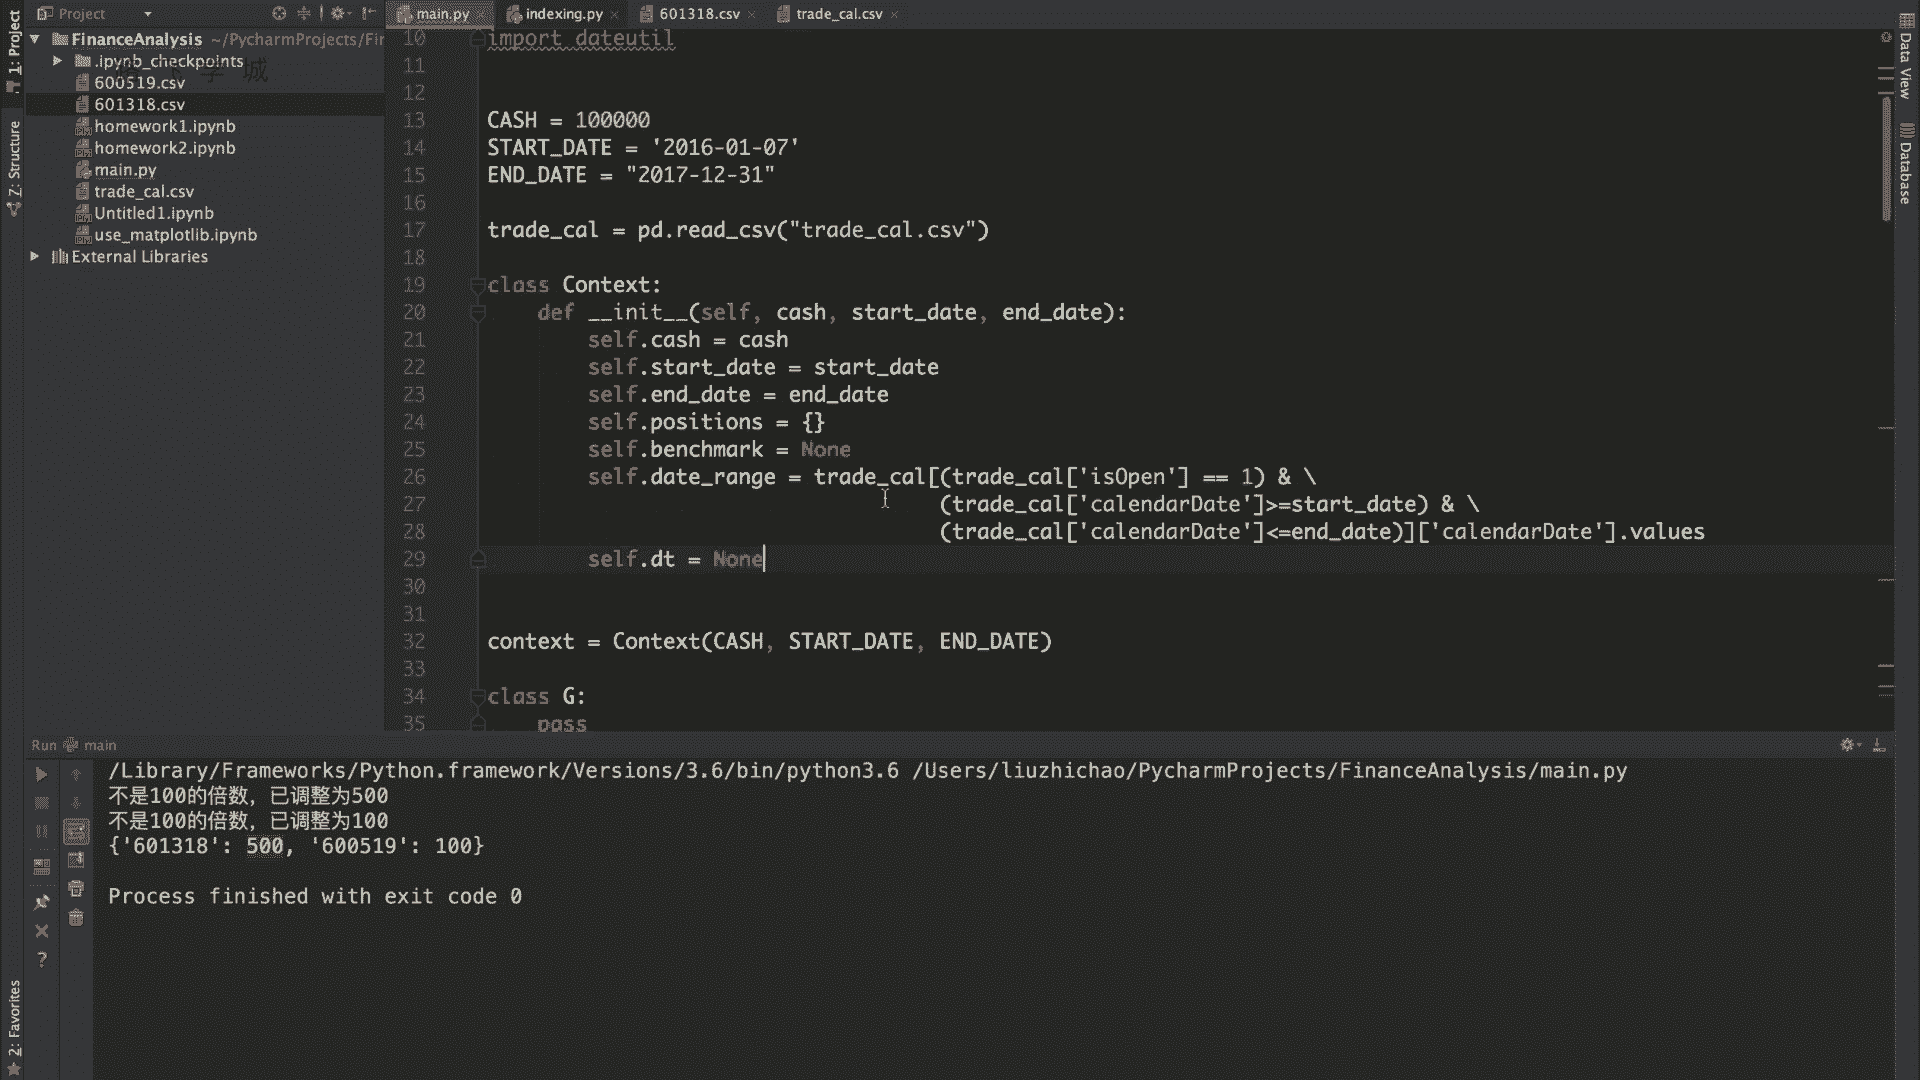 1: Project
Project
main.py
indexing.py
601318.csv
trade_cal.csv
FinanceAnalysis ~/PycharmProjects/Fir
.ipynb_checkpoints
600519.csv
601318.csv
homework1.ipynb
homework2.ipynb
main.py
trade_cal.csv
Untitled1.ipynb
use_matplotlib.ipynb
External Libraries
Z: Structure
2: Favorites
Data View
Database
10 import dateutil
11
12
13 CASH = 100000
14 START_DATE = '2016-01-07'
15 END_DATE = "2017-12-31"
16
17 trade_cal = pd.read_csv("trade_cal.csv")
18
19 class Context:
20 def __init__(self, cash, start_date, end_date):
21 self.cash = cash
22 self.start_date = start_date
23 self.end_date = end_date
24 self.positions = {}
25 self.benchmark = None
26 self.date_range = trade_cal[(trade_cal['isOpen'] == 1) & \
27 (trade_cal['calendarDate']>=start_date) & \
28 (trade_cal['calendarDate']<=end_date)]['calendarDate'].values
29 self.dt = None
30
31
32 context = Context(CASH, START_DATE, END_DATE)
33
34 class G:
35 pass
Run main
/Library/Frameworks/Python.framework/Versions/3.6/bin/python3.6 /Users/liuzhichao/PycharmProjects/FinanceAnalysis/main.py
不是100的倍数，已调整为500
不是100的倍数，已调整为100
{'601318': 500, '600519': 100}
Process finished with exit code 0